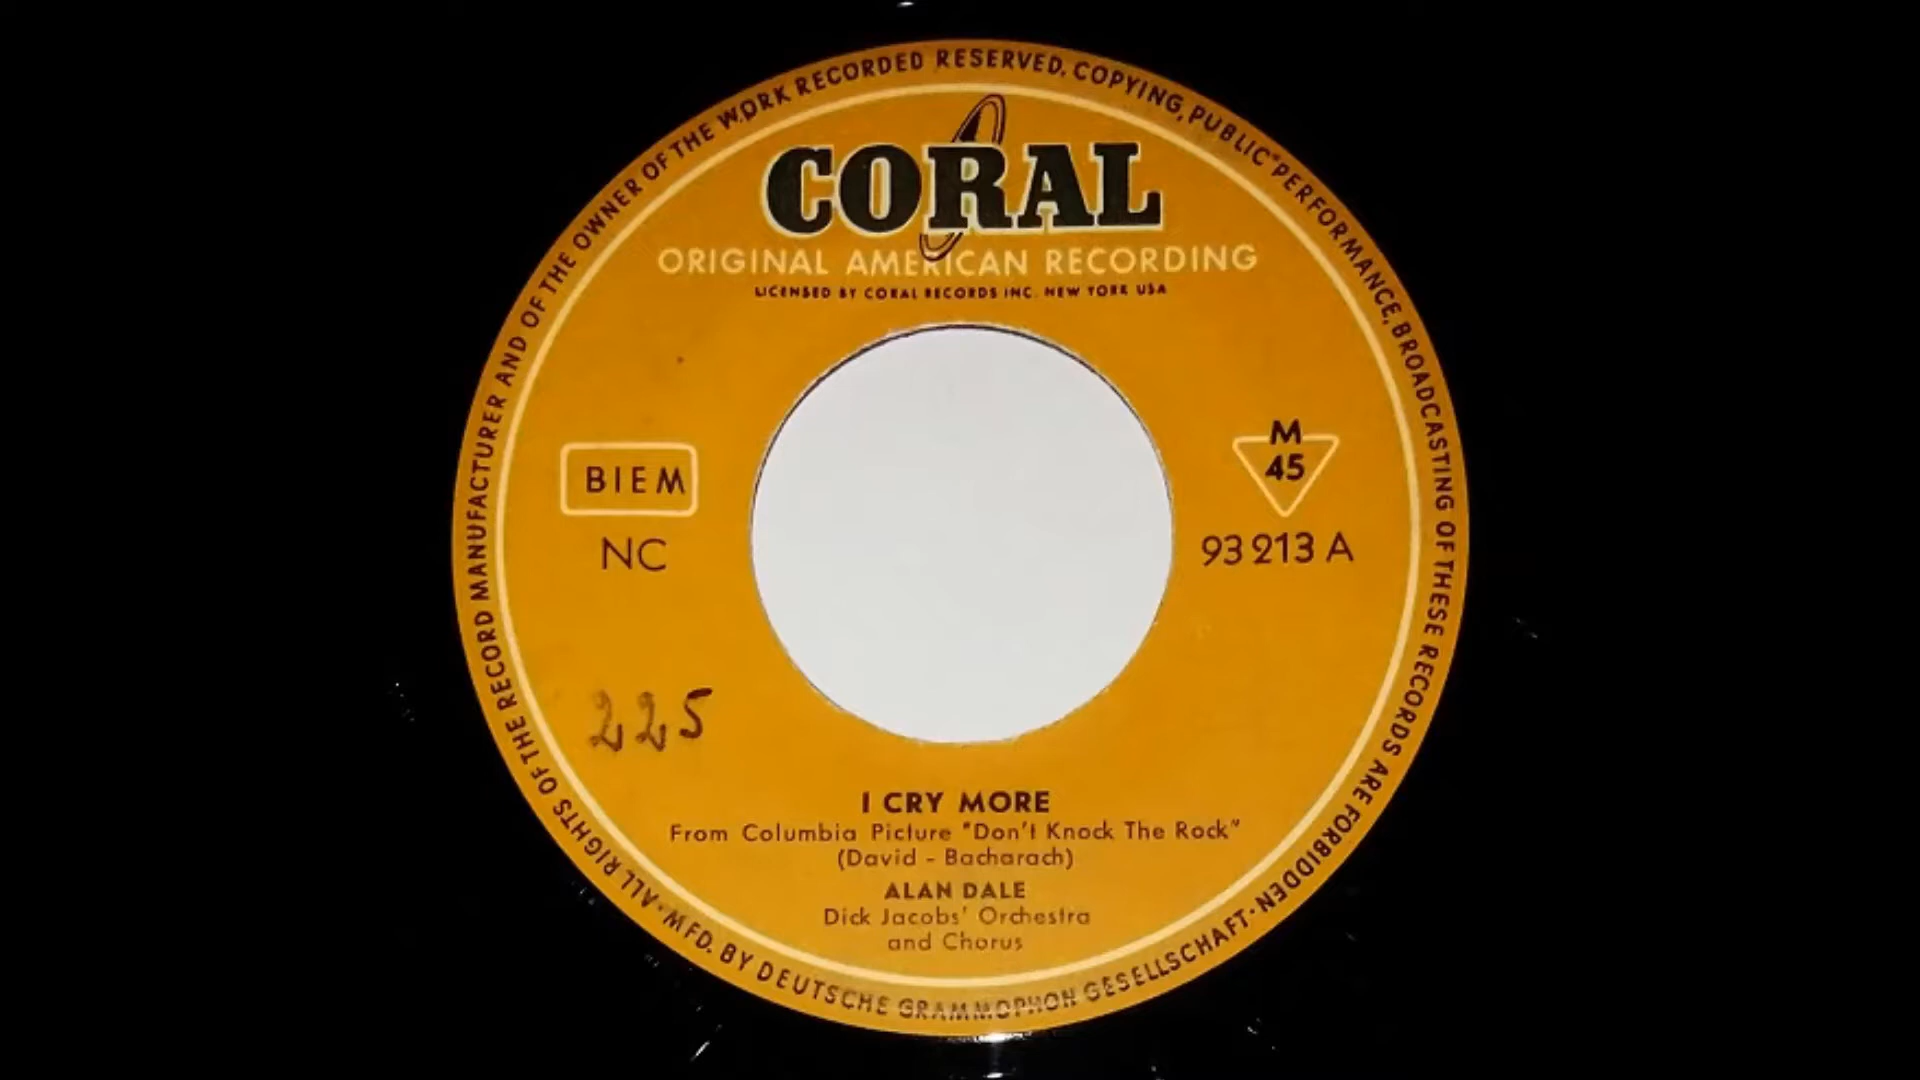 ALL RIGHTS OF THE RECORD MANUFACTURER AND OF THE OWNER OF THE WORK RECORDED RESERVED. COPYING, PUBLIC PERFORMANCE, BROADCASTING OF THESE RECORDS ARE FORBIDDEN · MFD. BY DEUTSCHE GRAMMOPHON GESELLSCHAFT ·
CORAL
ORIGINAL AMERICAN RECORDING
LICENSED BY CORAL RECORDS INC. NEW YORK USA
BIEM
NC
M
45
93213 A
225
I CRY MORE
From Columbia Picture "Don't Knock The Rock"
(David - Bacharach)
ALAN DALE
Dick Jacobs' Orchestra
and Chorus